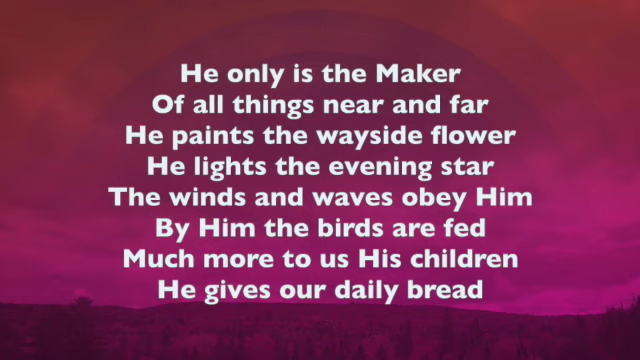 He only is the Maker
Of all things near and far
He paints the wayside flower
He lights the evening star
The winds and waves obey Him
By Him the birds are fed
Much more to us His children
He gives our daily bread